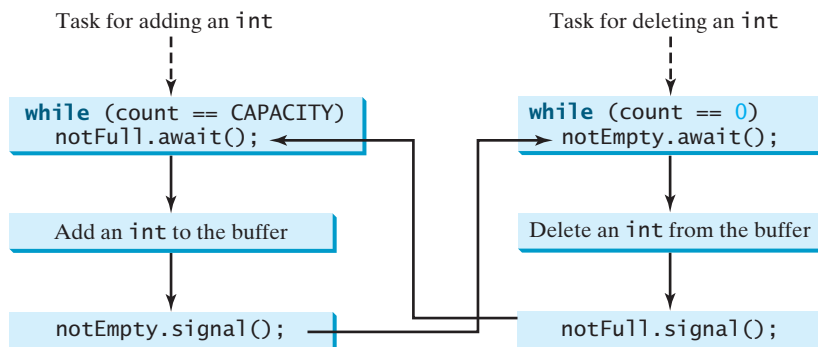 Task for adding an int
while (count == CAPACITY)
notFull.await();
Add an int to the buffer
notEmpty.signal();
Task for deleting an int
while (count == 0)
notEmpty.await();
Delete an int from the buffer
notFull.signal();